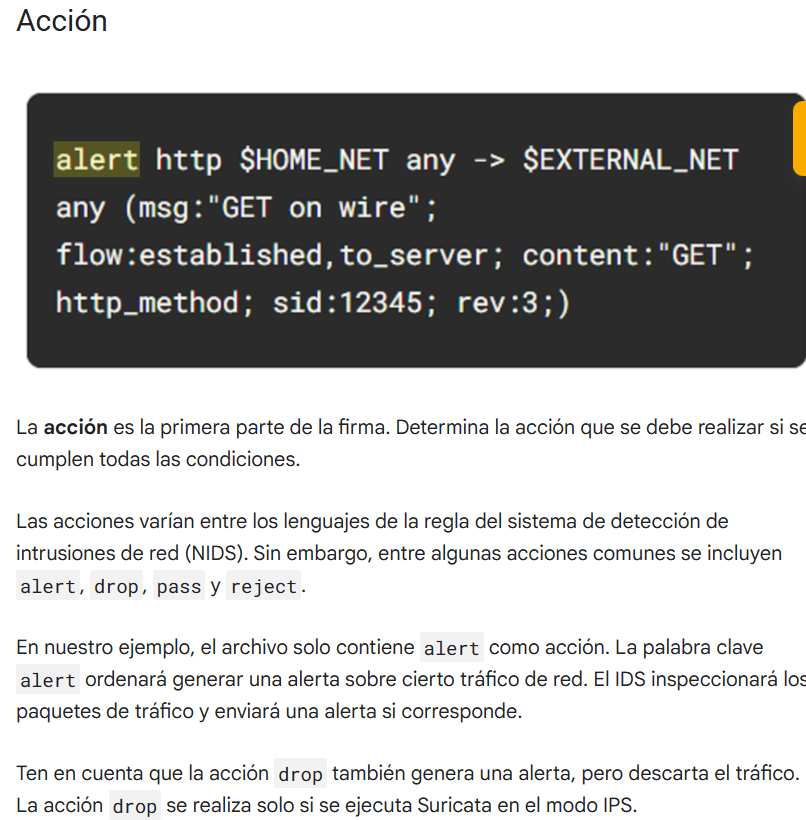 Acción
alert http $HOME_NET any -> $EXTERNAL_NET
any (msg:"GET on wire";
flow:established,to_server; content:"GET";
http_method; sid:12345; rev:3;)
La acción es la primera parte de la firma. Determina la acción que se debe realizar si se
cumplen todas las condiciones.
Las acciones varían entre los lenguajes de la regla del sistema de detección de
intrusiones de red (NIDS). Sin embargo, entre algunas acciones comunes se incluyen
alert, drop, pass y reject.
En nuestro ejemplo, el archivo solo contiene alert como acción. La palabra clave
alert ordenará generar una alerta sobre cierto tráfico de red. El IDS inspeccionará los
paquetes de tráfico y enviará una alerta si corresponde.
Ten en cuenta que la acción drop también genera una alerta, pero descarta el tráfico.
La acción drop se realiza solo si se ejecuta Suricata en el modo IPS.